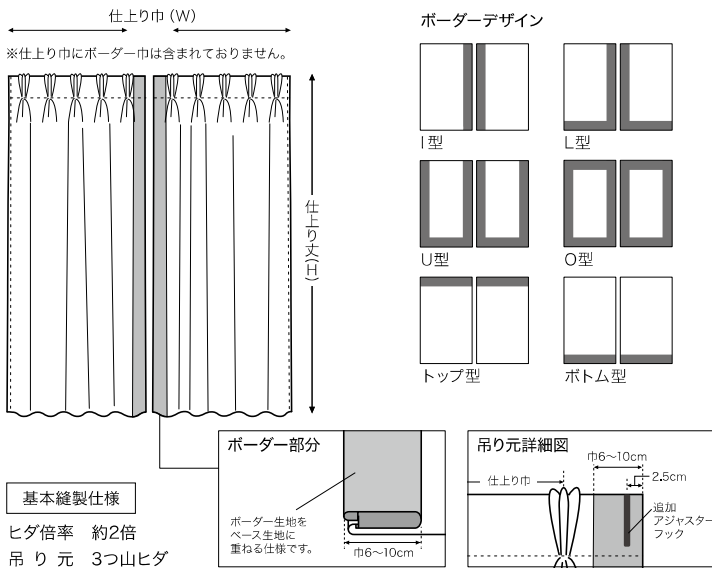 仕上り巾(W)
※仕上り巾にボーダー巾は含まれておりません。
仕上り丈(H)
ボーダーデザイン
I型
L型
U型
O型
トップ型
ボトム型
ボーダー部分
ボーダー生地を
ベース生地に
重ねる仕様です。
巾6〜10cm
吊り元詳細図
巾6〜10cm
仕上り巾
2.5cm
追加
アジャスター
フック
基本縫製仕様
ヒダ倍率 約2倍
吊り元 3つ山ヒダ